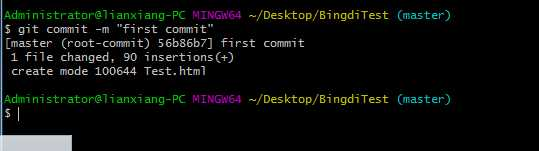 Administrator@lianxiang-PC MINGW64 ~/Desktop/BingdiTest (master)
$ git commit -m "first commit"
[master (root-commit) 56b86b7] first commit
 1 file changed, 90 insertions(+)
 create mode 100644 Test.html
Administrator@lianxiang-PC MINGW64 ~/Desktop/BingdiTest (master)
$